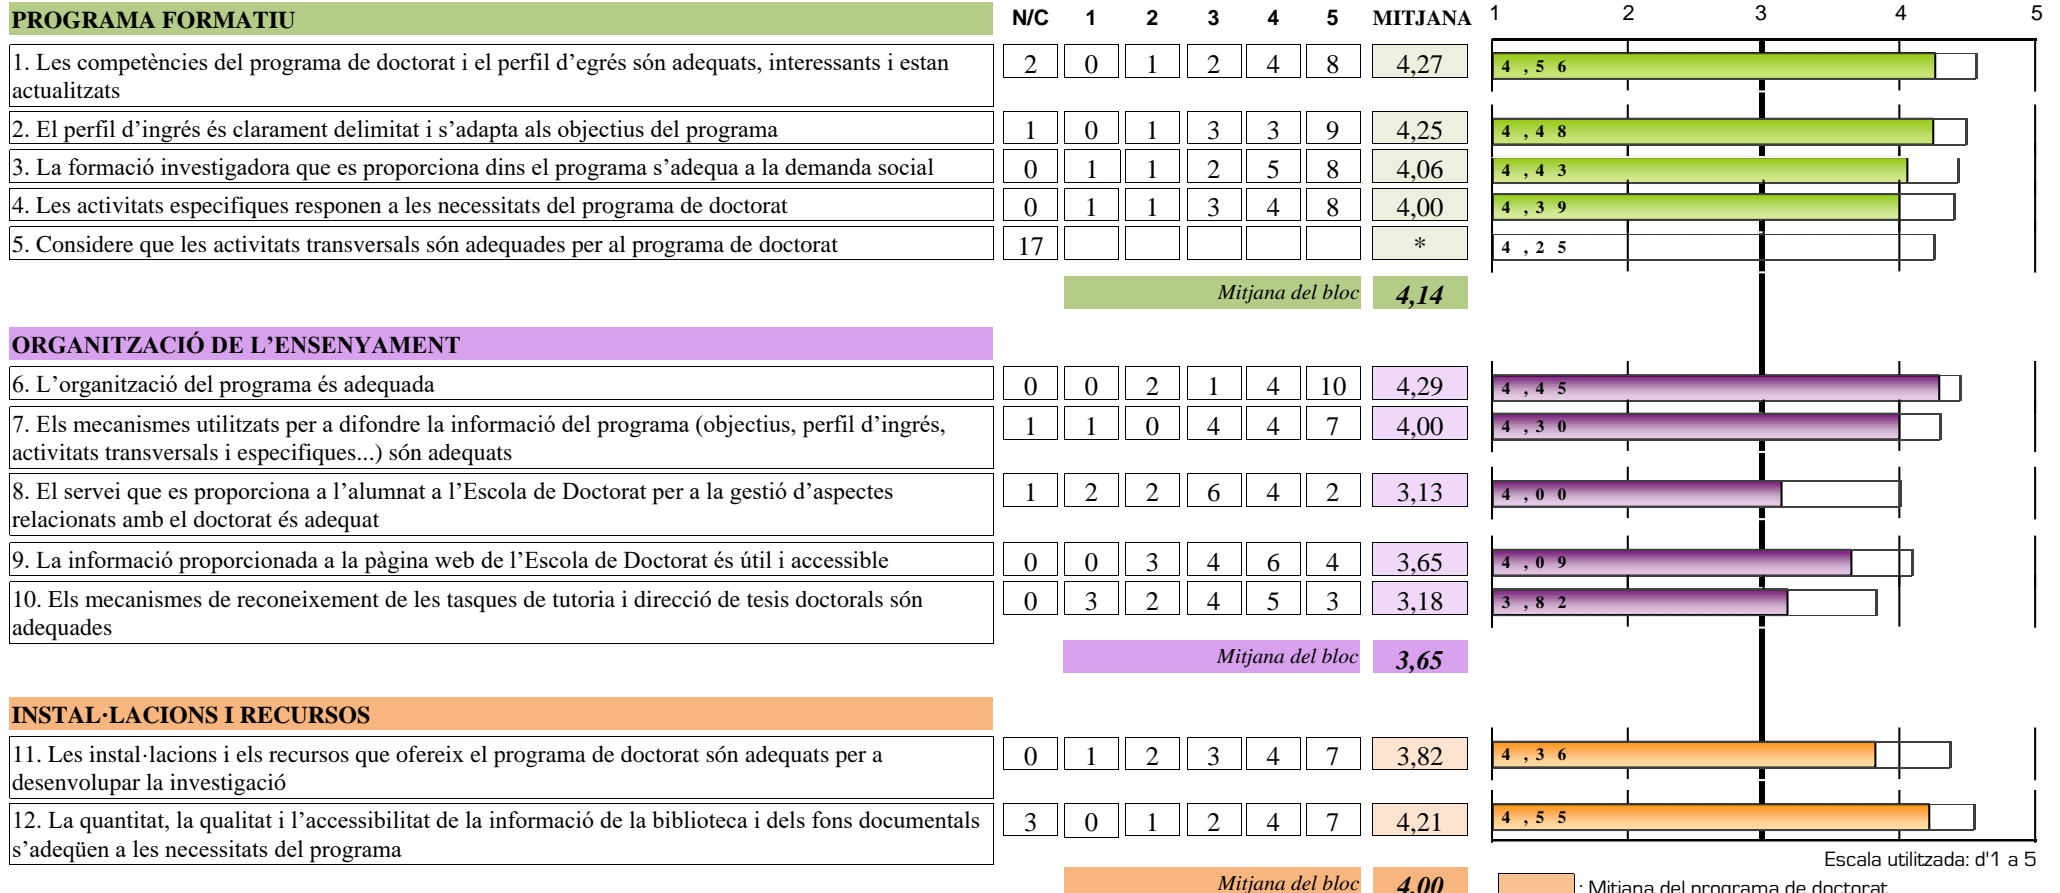 PROGRAMA FORMATIU N/C 1 2 3 4 5 MITJANA 1 2 3 4 5
1. Les competències del programa de doctorat i el perfil d’egrés són adequats, interessants i estan 2 0 1 2 4 8 4,27 4,56
actualitzats
2. El perfil d’ingrés és clarament delimitat i s’adapta als objectius del programa 1 0 1 3 3 9 4,25 4,48
3. La formació investigadora que es proporciona dins el programa s’adequa a la demanda social 0 1 1 2 5 8 4,06 4,43
4. Les activitats especifiques responen a les necessitats del programa de doctorat 0 1 1 3 4 8 4,00 4,39
5. Considere que les activitats transversals són adequades per al programa de doctorat 17 * 4,25
Mitjana del bloc 4,14
ORGANITZACIÓ DE L’ENSENYAMENT
6. L’organització del programa és adequada 0 0 2 1 4 10 4,29 4,45
7. Els mecanismes utilitzats per a difondre la informació del programa (objectius, perfil d’ingrés, 1 1 0 4 4 7 4,00 4,30
activitats transversals i especifiques...) són adequats
8. El servei que es proporciona a l’alumnat a l’Escola de Doctorat per a la gestió d’aspectes 1 2 2 6 4 2 3,13 4,00
relacionats amb el doctorat és adequat
9. La informació proporcionada a la pàgina web de l’Escola de Doctorat és útil i accessible 0 0 3 4 6 4 3,65 4,09
10. Els mecanismes de reconeixement de les tasques de tutoria i direcció de tesis doctorals són 0 3 2 4 5 3 3,18 3,82
adequades
Mitjana del bloc 3,65
INSTAL·LACIONS I RECURSOS
11. Les instal·lacions i els recursos que ofereix el programa de doctorat són adequats per a 0 1 2 3 4 7 3,82 4,36
desenvolupar la investigació
12. La quantitat, la qualitat i l’accessibilitat de la informació de la biblioteca i dels fons documentals 3 0 1 2 4 7 4,21 4,55
s’adeqüen a les necessitats del programa
Escala utilitzada: d'1 a 5
Mitjana del bloc 4,00 : Mitjana del programa de doctorat